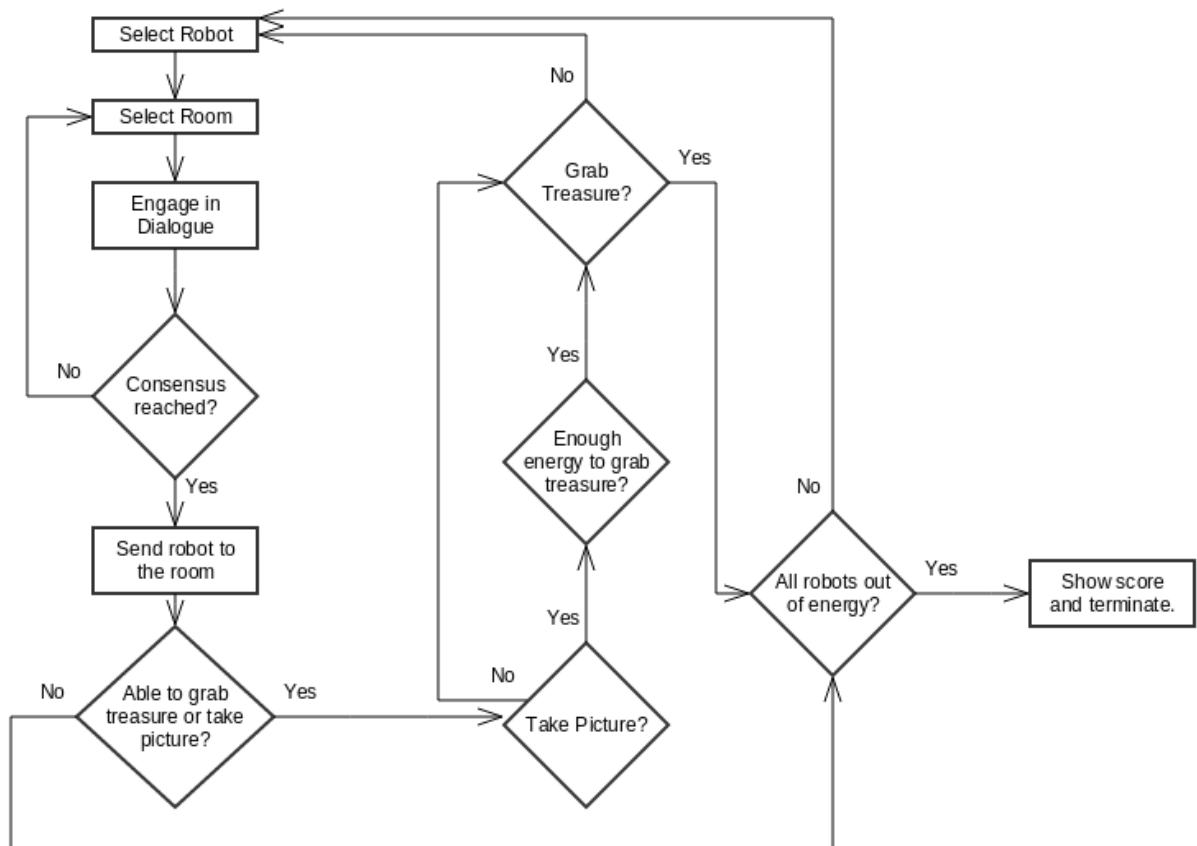 Select Robot
Select Room
Engage in
Dialogue
No
Consensus
reached?
Yes
Send robot to
the room
No
Able to grab
treasure or take
picture?
Yes
No
Take Picture?
Yes
Enough
energy to grab
treasure?
Yes
Grab
Treasure?
No
Yes
No
All robots out
of energy?
Yes
Show score
and terminate.